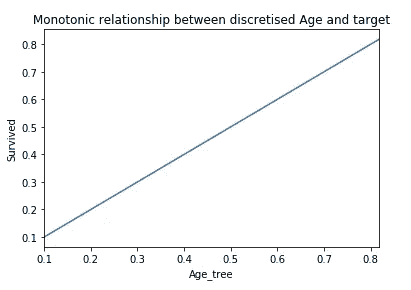 Monotonic relationship between discretised Age and target
0.8
0.7
0.6
0.5
0.4
0.3
0.2
0.1
Survived
0.1 0.2 0.3 0.4 0.5 0.6 0.7 0.8
Age_tree